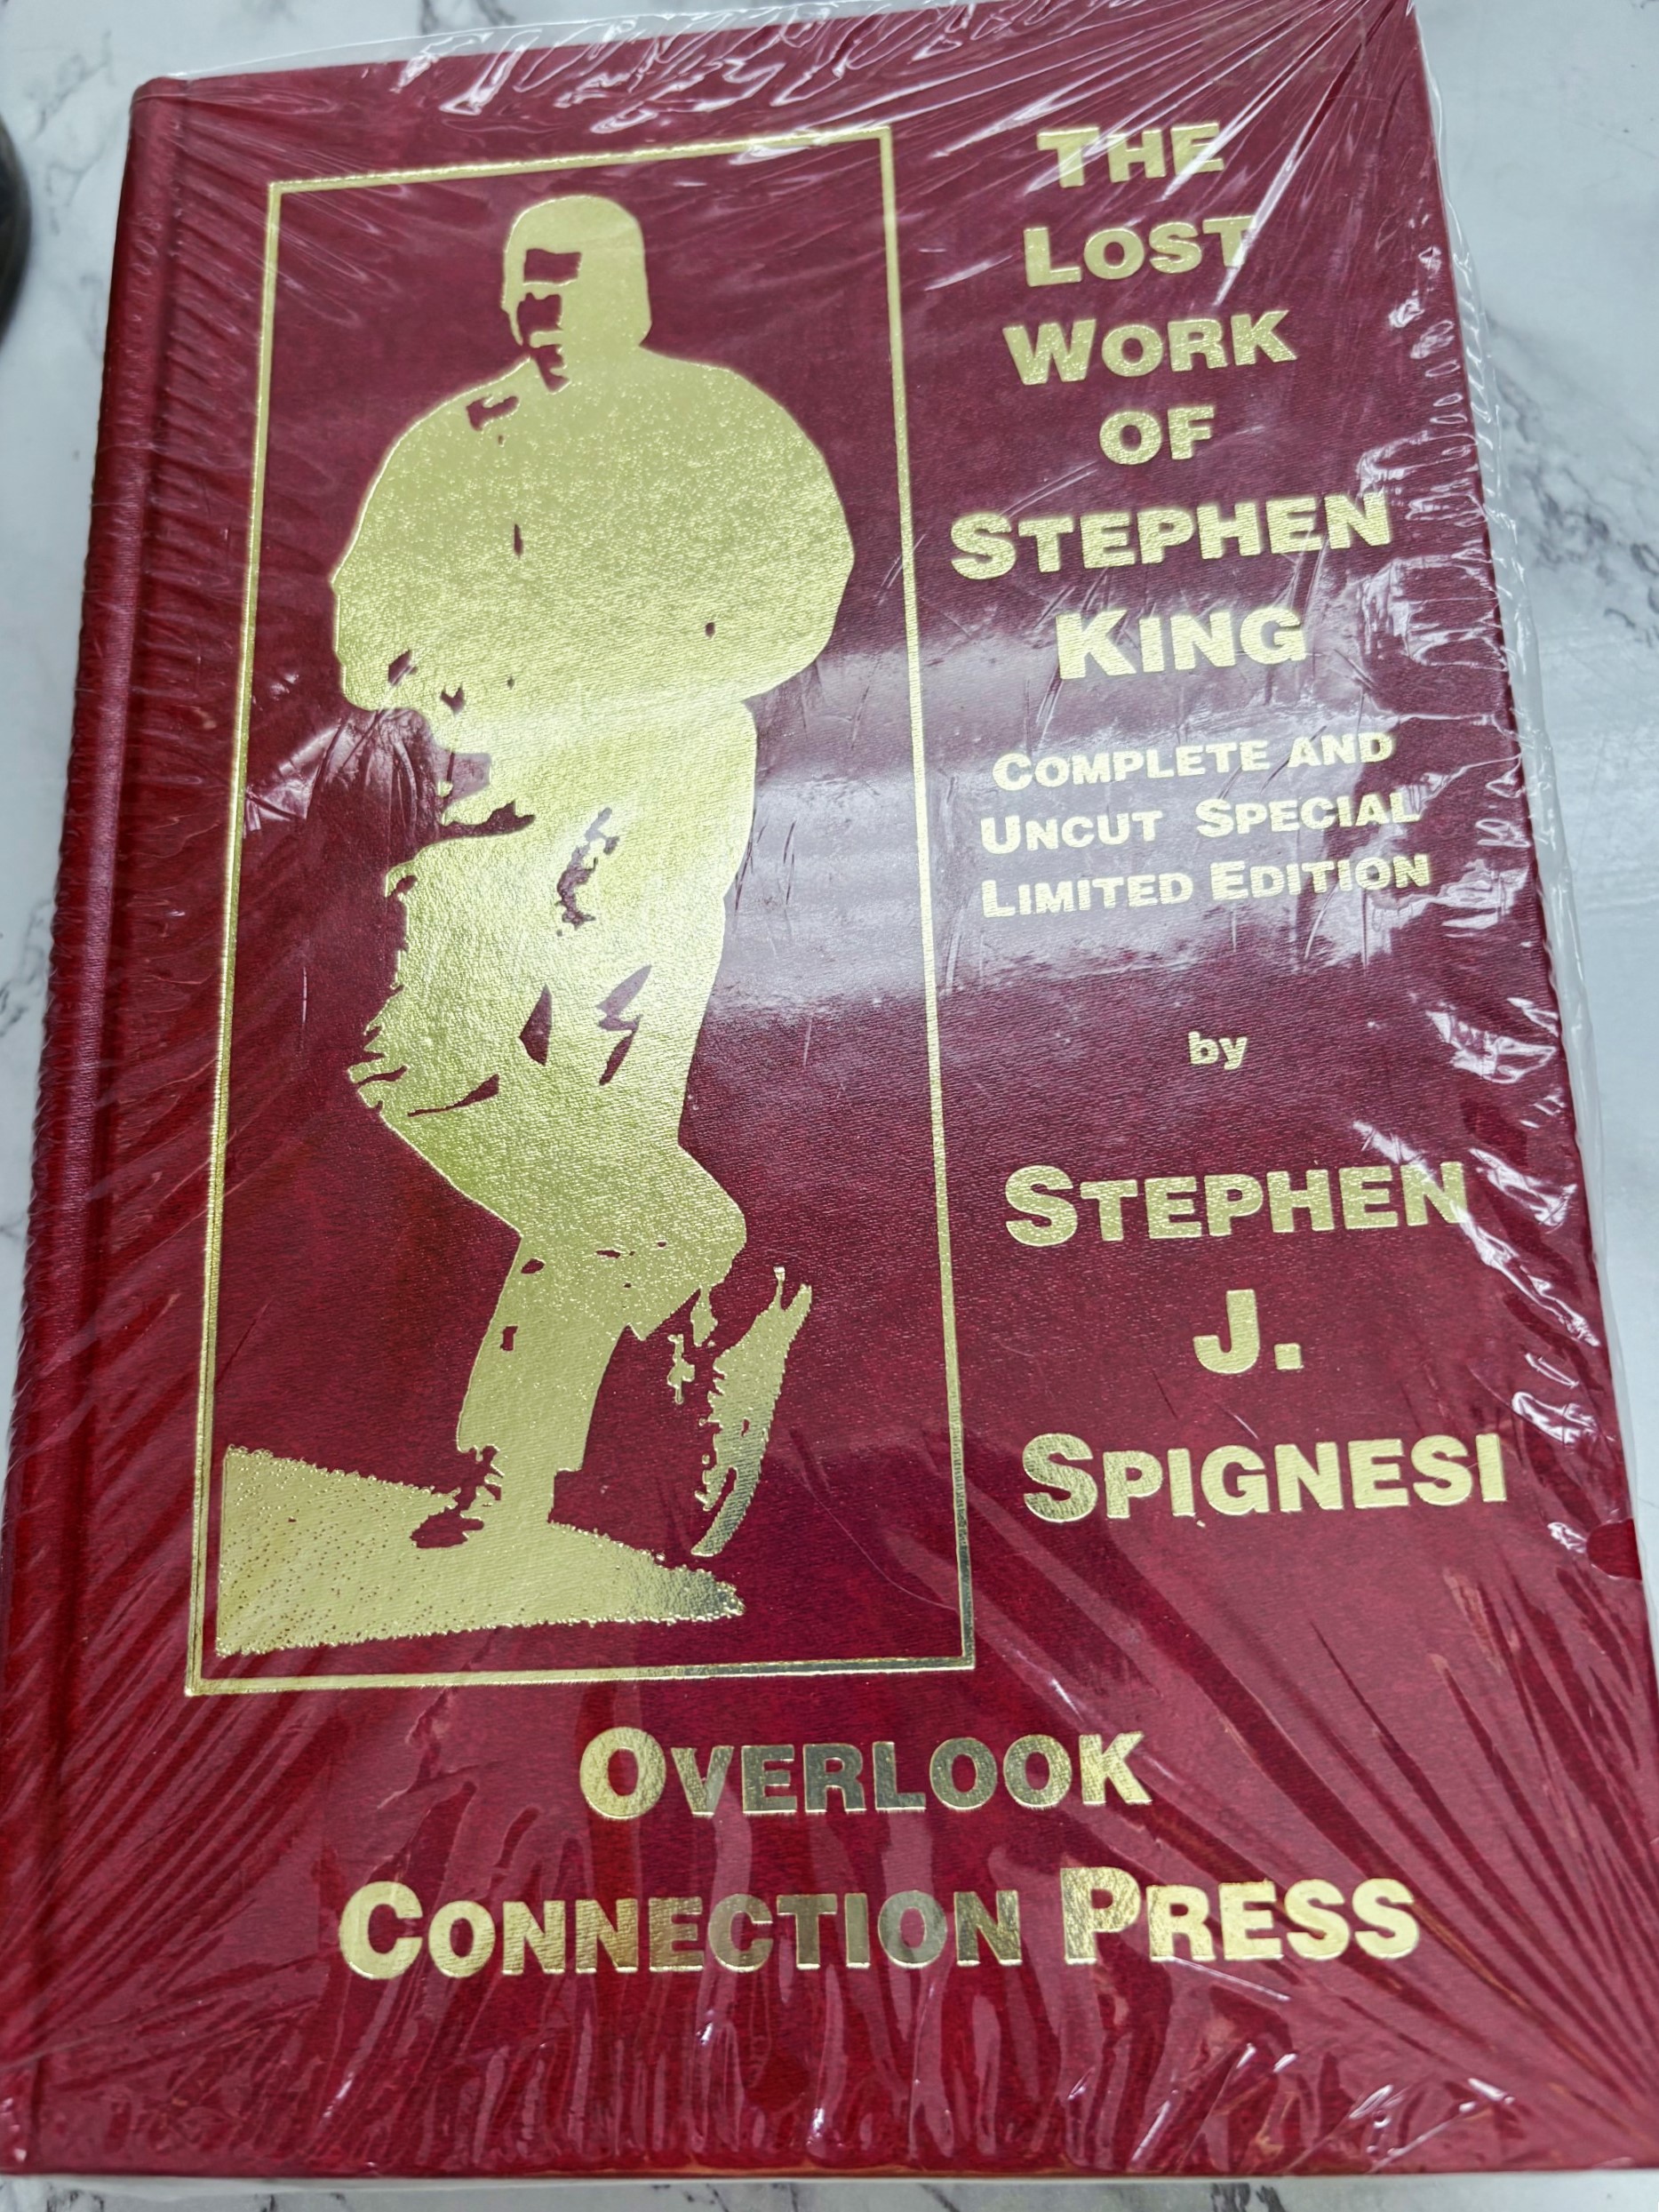 THE
LOST
WORK
OF
STEPHEN
KING
COMPLETE AND
UNCUT SPECIAL
LIMITED EDITION
by
STEPHEN
J.
SPIGNESI
OVERLOOK
CONNECTION PRESS